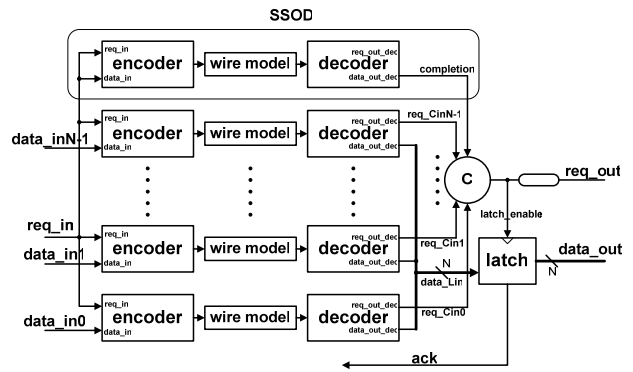 SSOD
req_in
data_in
encoder
wire model
decoder
req_out_dec
data_out_dec
completion
data_inN-1
req_in
data_in
encoder
wire model
decoder
req_out_dec
data_out_dec
req_CinN-1
C
req_out
latch_enable
req_in
data_in1
req_in
data_in
encoder
wire model
decoder
req_out_dec
data_out_dec
req_Cin1
N
data_Lin
latch
data_out
N
data_in0
req_in
data_in
encoder
wire model
decoder
req_out_dec
data_out_dec
req_Cin0
ack